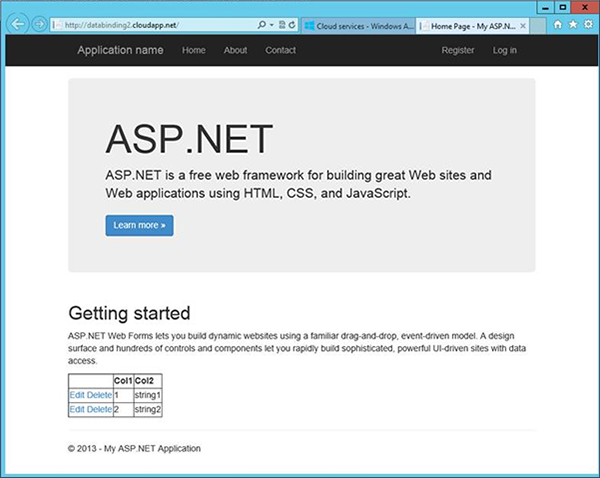 http://databinding2.cloudapp.net/
Cloud services - Windows A...
Home Page - My ASP.N...
Application name Home About Contact Register Log in
ASP.NET
ASP.NET is a free web framework for building great Web sites and
Web applications using HTML, CSS, and JavaScript.
Learn more »
Getting started
ASP.NET Web Forms lets you build dynamic websites using a familiar drag-and-drop, event-driven model. A design
surface and hundreds of controls and components let you rapidly build sophisticated, powerful UI-driven sites with data
access.
Col1 Col2
Edit Delete 1 string1
Edit Delete 2 string2
© 2013 - My ASP.NET Application